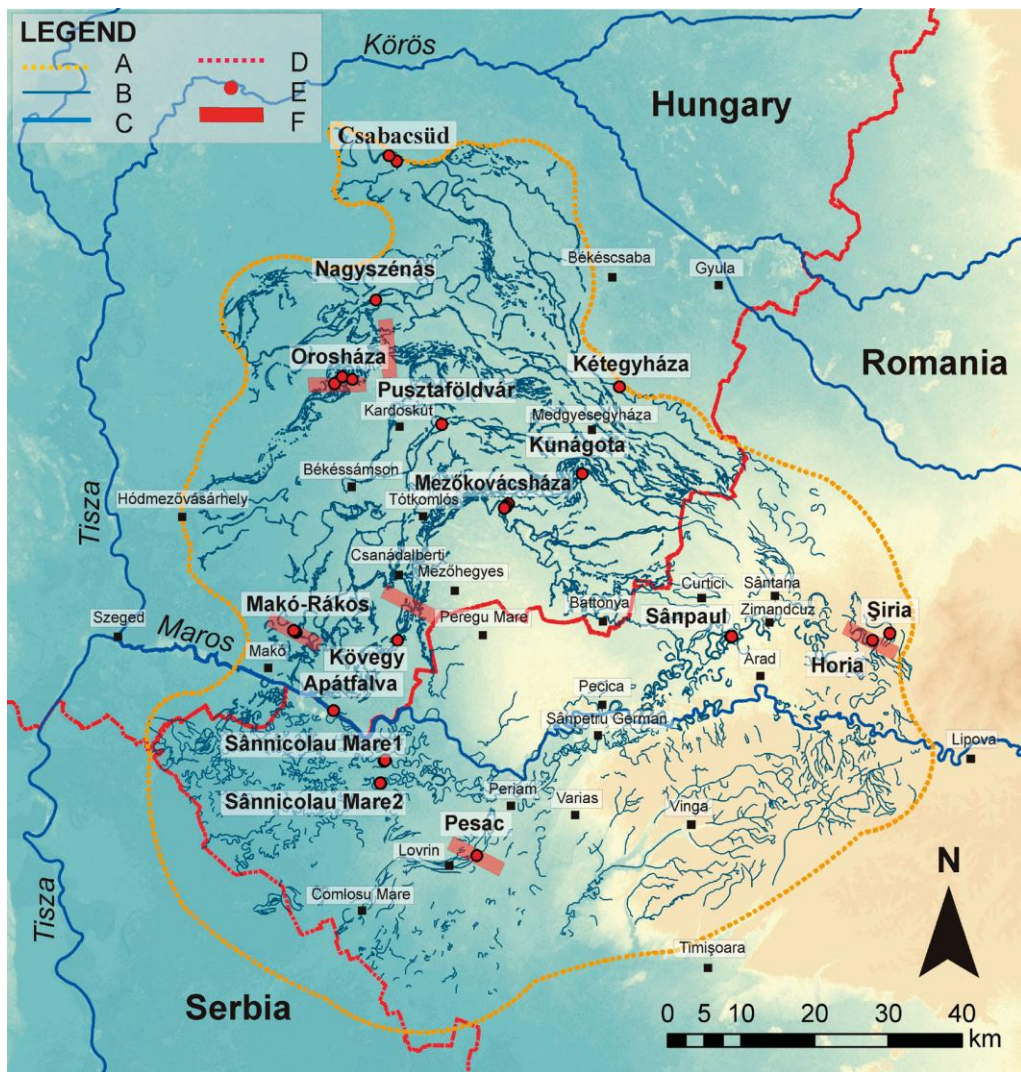 LEGEND
A
B
C
D
E
F
Körös
Hungary
Csabacsüd
Békéscsaba
Gyula
Nagyszénás
Romania
Orosháza
Kétegyháza
Pusztaföldvár
Kardoskút
Medgyesegyháza
Kunágota
Békéssámson
Mezőkovácsháza
Hódmezővásárhely
Tótkomlós
Tisza
Csanádalberti
Mezőhegyes
Curtici
Sântana
Battonya
Makó-Rákos
Sânpaul
Zimandcuz
Şiria
Szeged
Maros
Peregu Mare
Makó
Kövegy
Arad
Horia
Apátfalva
Pecica
Sânpetru German
Sânnicolau Mare1
Lipova
Sânnicolau Mare2
Periam
Varias
Vinga
Pesac
Lovrin
N
Comlosu Mare
Tisza
Timişoara
Serbia
0 5 10 20 30 40
km